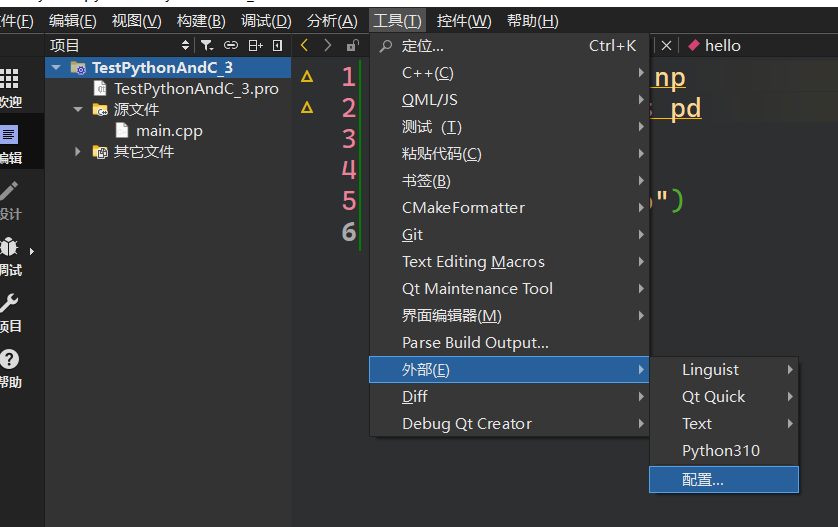 件(F) 编辑(E) 视图(V) 构建(B) 调试(D) 分析(A) 工具(T) 控件(W) 帮助(H)
项目
hello
欢迎
编辑
设计
调试
项目
帮助
TestPythonAndC_3
TestPythonAndC_3.pro
源文件
main.cpp
其它文件
1
2
3
4
5
6
np
pd
")
定位... Ctrl+K
C++(C)
QML/JS
测试（T）
粘贴代码(C)
书签(B)
CMakeFormatter
Git
Text Editing Macros
Qt Maintenance Tool
界面编辑器(M)
Parse Build Output...
外部(E)
Diff
Debug Qt Creator
Linguist
Qt Quick
Text
Python310
配置...